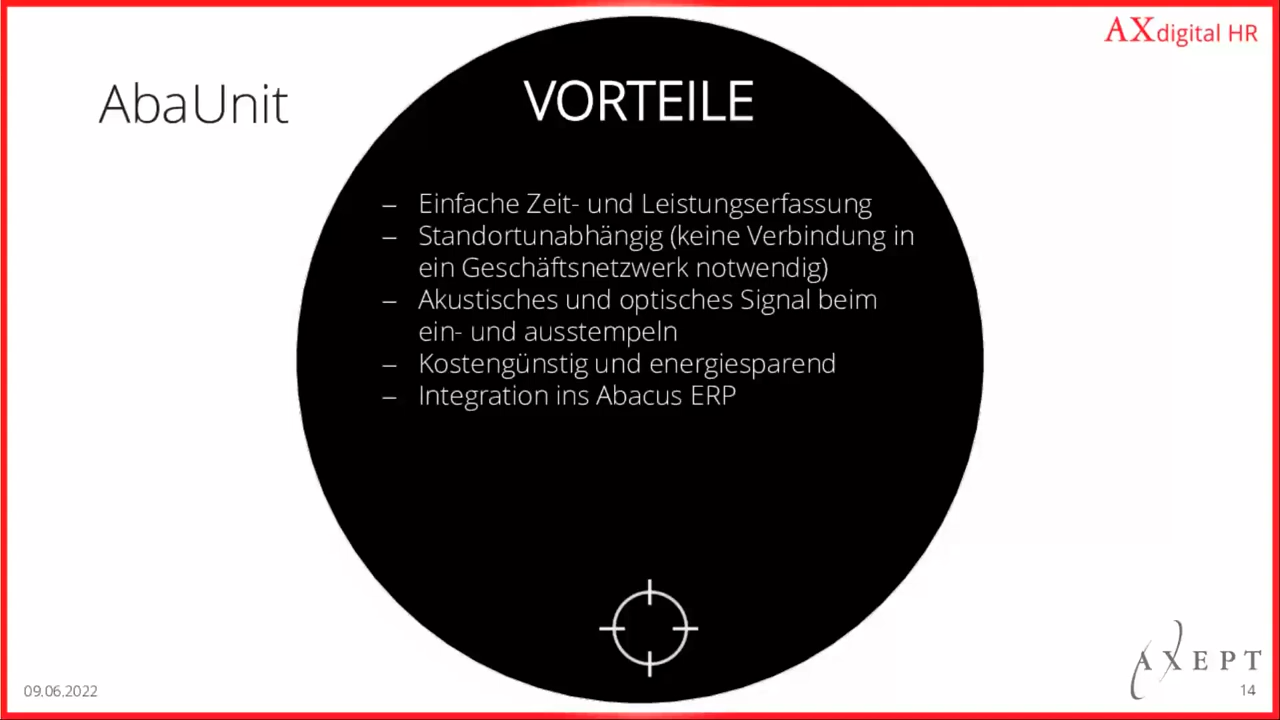 AXdigital HR
AbaUnit
VORTEILE
– Einfache Zeit- und Leistungserfassung
– Standortunabhängig (keine Verbindung in
ein Geschäftsnetzwerk notwendig)
– Akustisches und optisches Signal beim
ein- und ausstempeln
– Kostengünstig und energiesparend
– Integration ins Abacus ERP
AXEPT
09.06.2022
14